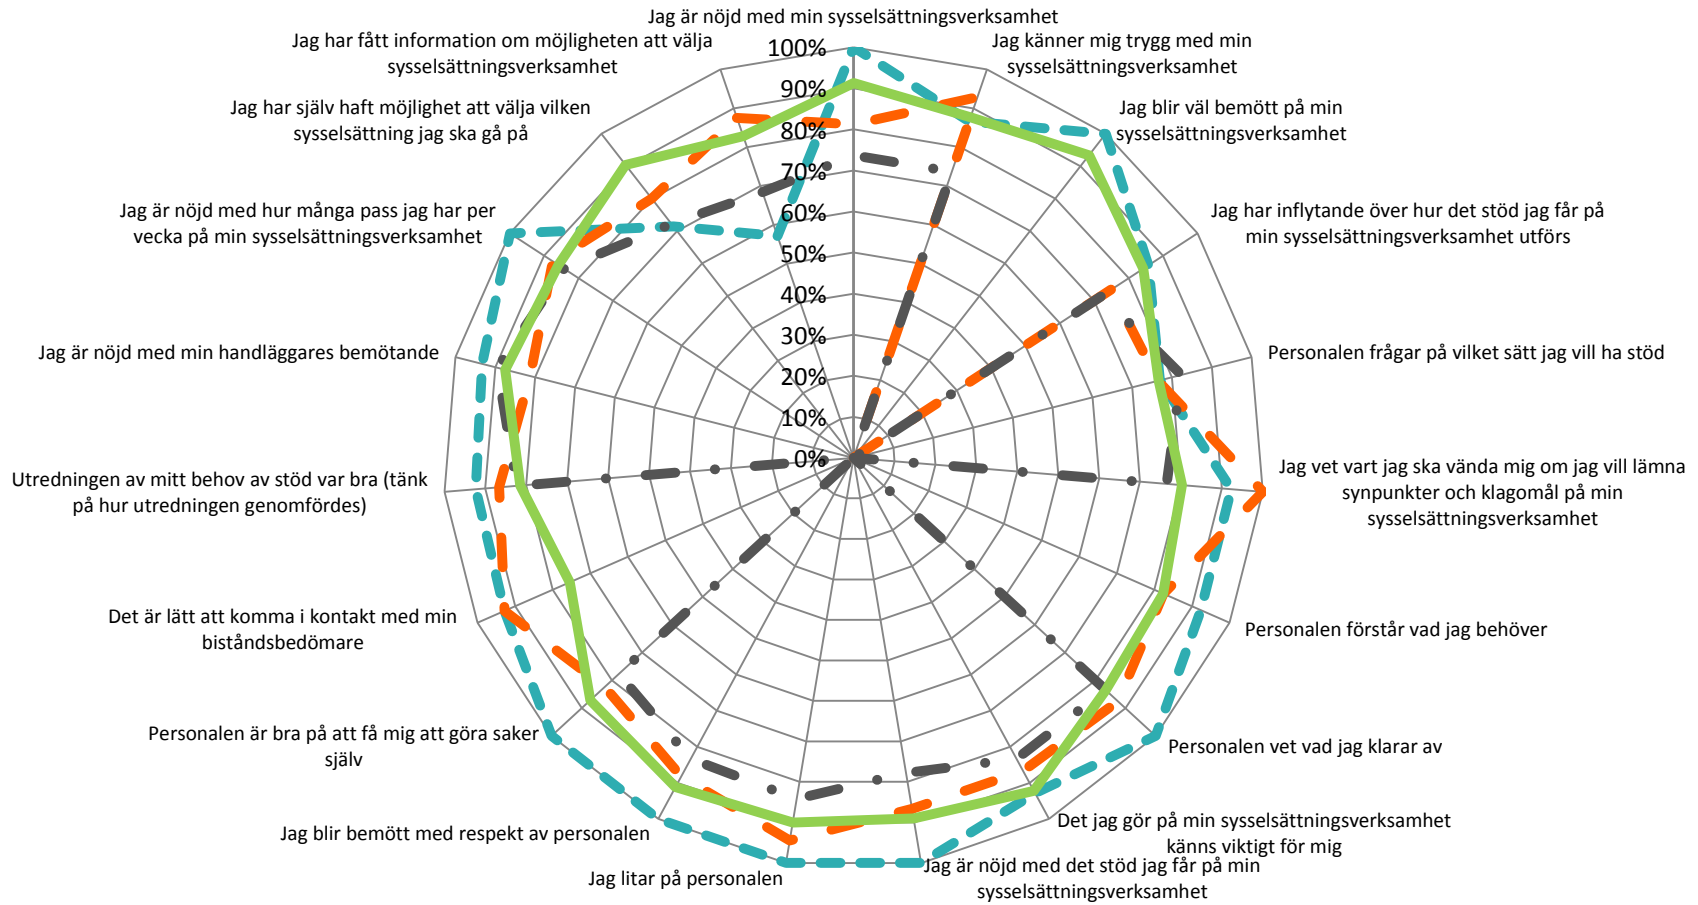 Jag är nöjd med min sysselsättningsverksamhet
Jag känner mig trygg med min
sysselsättningsverksamhet
Jag blir väl bemött på min
sysselsättningsverksamhet
Jag har inflytande över hur det stöd jag får på
min sysselsättningsverksamhet utförs
Personalen frågar på vilket sätt jag vill ha stöd
Jag vet vart jag ska vända mig om jag vill lämna
synpunkter och klagomål på min
sysselsättningsverksamhet
Personalen förstår vad jag behöver
Personalen vet vad jag klarar av
Det jag gör på min sysselsättningsverksamhet
känns viktigt för mig
Jag är nöjd med det stöd jag får på min
sysselsättningsverksamhet
Jag litar på personalen
Jag blir bemött med respekt av personalen
Personalen är bra på att få mig att göra saker
själv
Det är lätt att komma i kontakt med min
biståndsbedömare
Utredningen av mitt behov av stöd var bra (tänk
på hur utredningen genomfördes)
Jag är nöjd med min handläggares bemötande
Jag är nöjd med hur många pass jag har per
vecka på min sysselsättningsverksamhet
Jag har själv haft möjlighet att välja vilken
sysselsättning jag ska gå på
Jag har fått information om möjligheten att välja
sysselsättningsverksamhet
100%
90%
80%
70%
60%
50%
40%
30%
20%
10%
0%